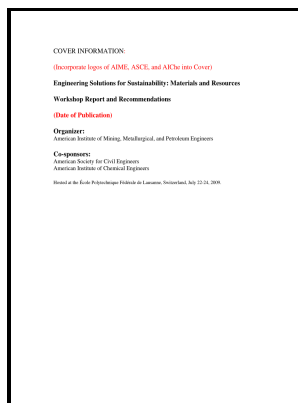 COVER INFORMATION:
(Incorporate logos of AIME, ASCE, and AIChe into Cover)
Engineering Solutions for Sustainability: Materials and Resources
Workshop Report and Recommendations
(Date of Publication)
Organizer:
American Institute of Mining, Metallurgical, and Petroleum Engineers
Co-sponsors:
American Society for Civil Engineers
American Institute of Chemical Engineers
Hosted at the École Polytechnique Fédérale de Lausanne, Switzerland, July 22-24, 2009.